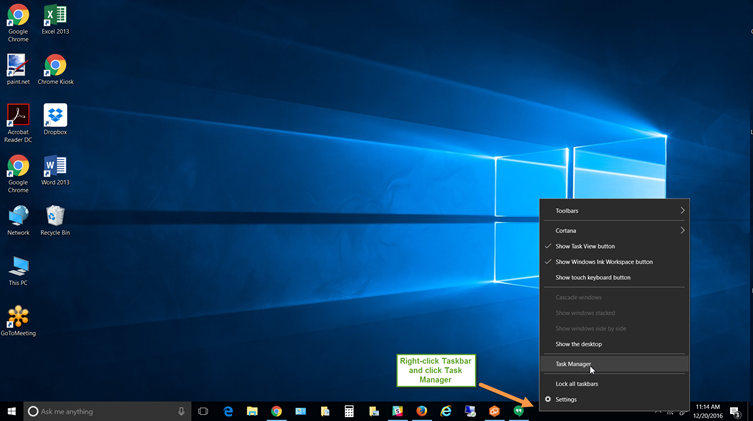 Google
Chrome
Excel 2013
paint.net
Chrome Kiosk
Acrobat
Reader DC
Dropbox
Google
Chrome
Word 2013
Network
Recycle Bin
This PC
GoToMeeting
Toolbars
Cortana
Show Task View button
Show Windows Ink Workspace button
Show touch keyboard button
Cascade windows
Show windows stacked
Show windows side by side
Show the desktop
Task Manager
Lock all taskbars
Settings
Right-click Taskbar
and click Task
Manager
Ask me anything
11:14 AM
12/20/2016